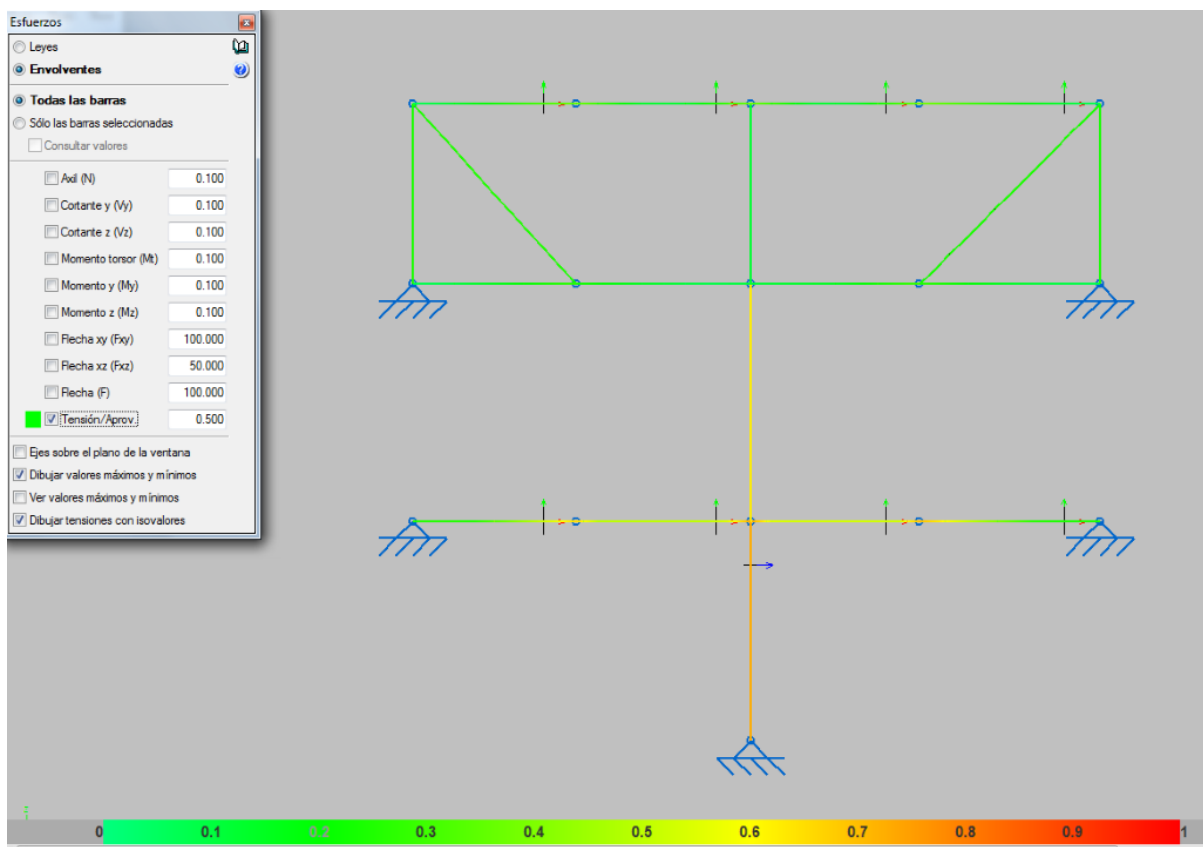 Esfuerzos
Leyes
Envolventes
Todas las barras
Sólo las barras seleccionadas
Consultar valores
Axil (N) 0.100
Cortante y (Vy) 0.100
Cortante z (Vz) 0.100
Momento torsor (Mt) 0.100
Momento y (My) 0.100
Momento z (Mz) 0.100
Flecha xy (Fxy) 100.000
Flecha xz (Fxz) 50.000
Flecha (F) 100.000
Tensión/Aprov. 0.500
Ejes sobre el plano de la ventana
Dibujar valores máximos y mínimos
Ver valores máximos y mínimos
Dibujar tensiones con isovalores
0 0.1 0.2 0.3 0.4 0.5 0.6 0.7 0.8 0.9 1